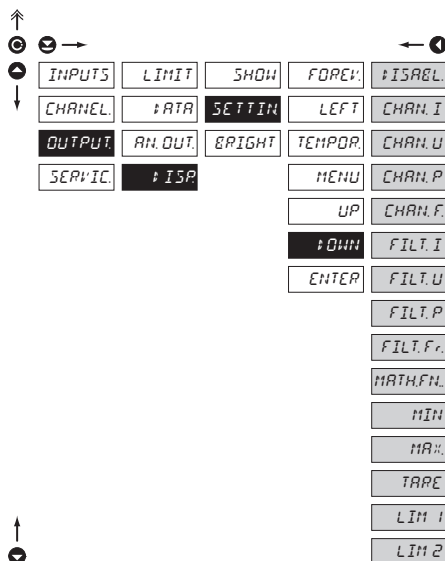 INPUTS LIMIT SHOW FOREV. DISABL.
CHANEL. DATA SETTIN. LEFT CHAN. I
OUTPUT. AN. OUT. BRIGHT TEMPOR. CHAN. U
SERVIC. DISP. MENU CHAN. P
UP CHAN. F.
DOWN FILT. I
ENTER FILT. U
FILT. P
FILT. Fr.
MATH.FN..
MIN
MAX.
TARE
LIM 1
LIM 2